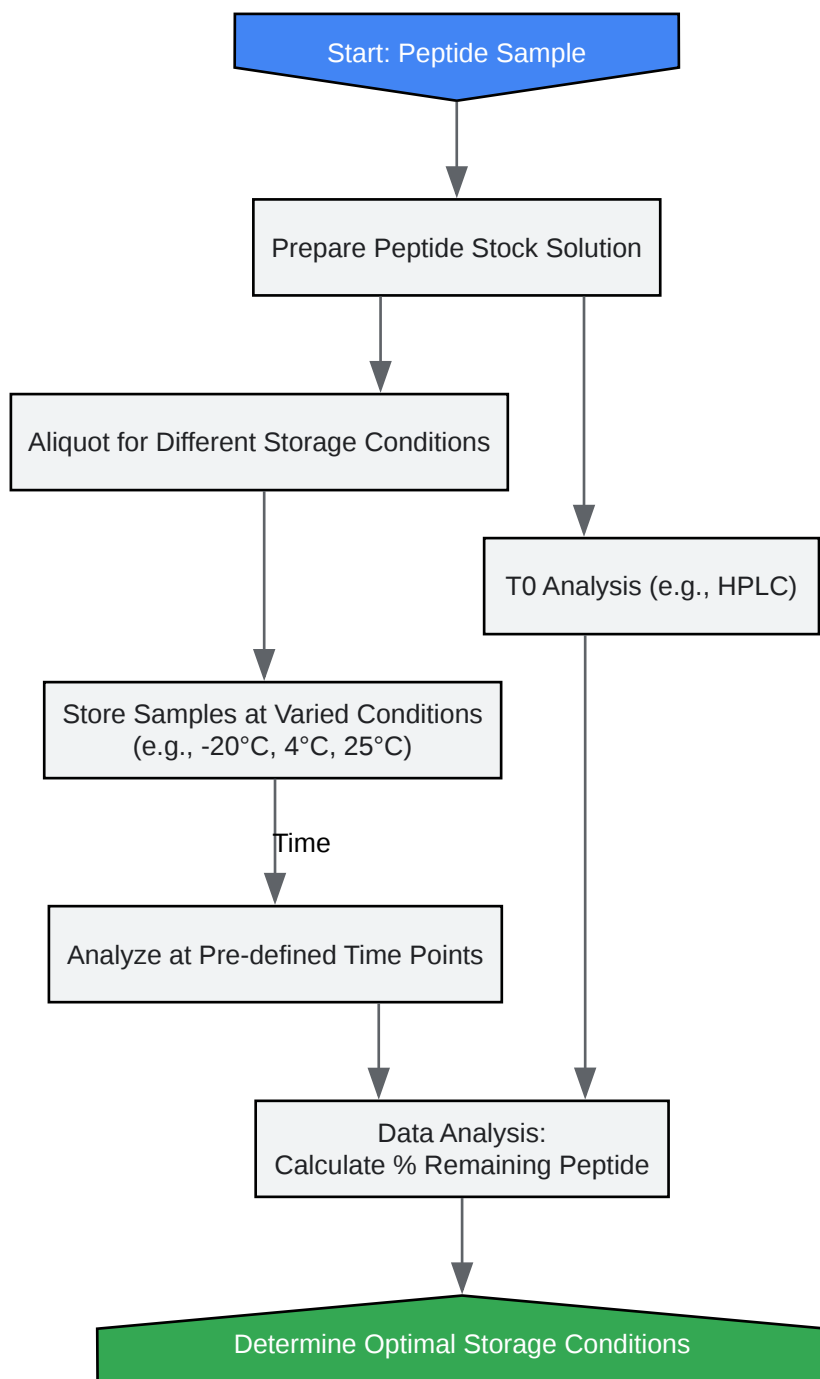 Start: Peptide Sample
Prepare Peptide Stock Solution
Aliquot for Different Storage Conditions
T0 Analysis (e.g., HPLC)
Store Samples at Varied Conditions
(e.g., -20°C, 4°C, 25°C)
Time
Analyze at Pre-defined Time Points
Data Analysis:
Calculate % Remaining Peptide
Determine Optimal Storage Conditions